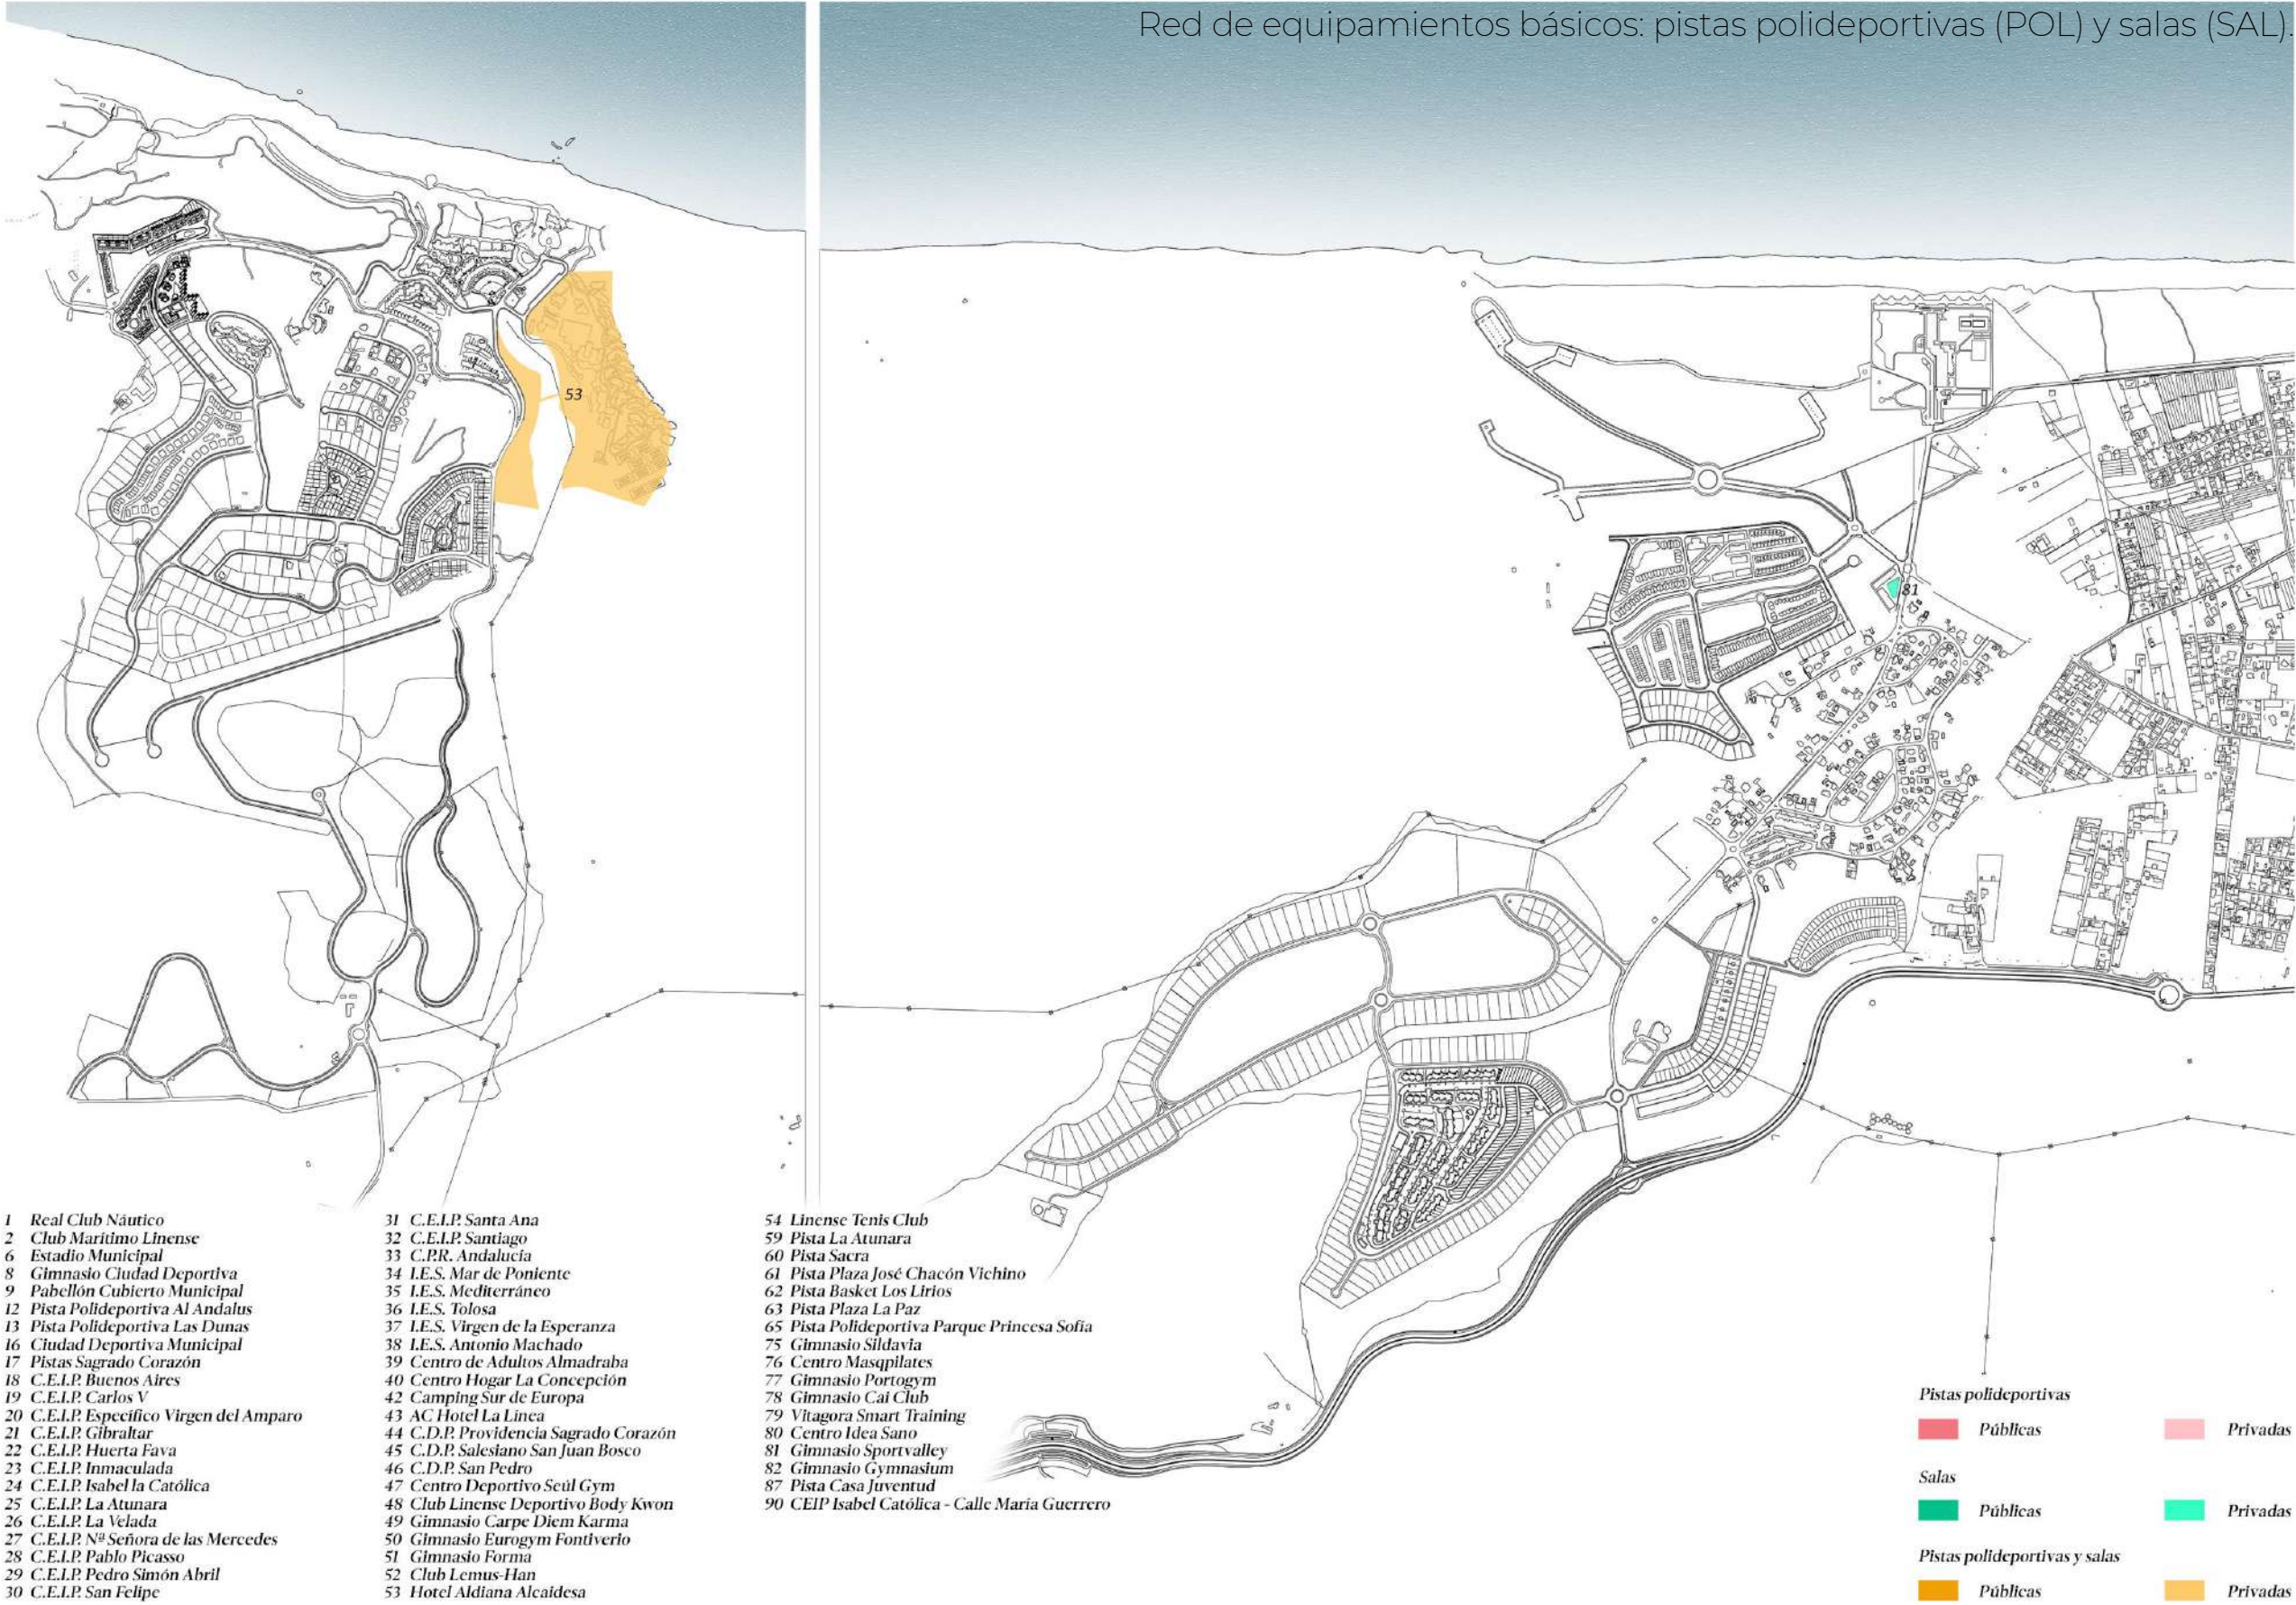 Red de equipamientos básicos: pistas polideportivas (POL) y salas (SAL).
53
81
1 Real Club Náutico
2 Club Marítimo Linense
6 Estadio Municipal
8 Gimnasio Ciudad Deportiva
9 Pabellón Cubierto Municipal
12 Pista Polideportiva Al Andalus
13 Pista Polideportiva Las Dunas
16 Ciudad Deportiva Municipal
17 Pistas Sagrado Corazón
18 C.E.I.P. Buenos Aires
19 C.E.I.P. Carlos V
20 C.E.I.P. Específico Virgen del Amparo
21 C.E.I.P. Gibraltar
22 C.E.I.P. Huerta Fava
23 C.E.I.P. Inmaculada
24 C.E.I.P. Isabella Católica
25 C.E.I.P. La Atunara
26 C.E.I.P. La Velada
27 C.E.I.P. Nª Señora de las Mercedes
28 C.E.I.P. Pablo Picasso
29 C.E.I.P. Pedro Simón Abril
30 C.E.I.P. San Felipe
31 C.E.I.P. Santa Ana
32 C.E.I.P. Santiago
33 C.P.R. Andalucía
34 I.E.S. Mar de Poniente
35 I.E.S. Mediterráneo
36 I.E.S. Tolosa
37 I.E.S. Virgen de la Esperanza
38 I.E.S. Antonio Machado
39 Centro de Adultos Almadraba
40 Centro Hogar La Concepción
42 Camping Sur de Europa
43 AC Hotel La Línea
44 C.D.P. Providencia Sagrado Corazón
45 C.D.P. Salesiano San Juan Bosco
46 C.D.P. San Pedro
47 Centro Deportivo Seúl Gym
48 Club Linense Deportivo Body Kwon
49 Gimnasio Carpe Diem Karma
50 Gimnasio Eurogym Fontiverio
51 Gimnasio Forma
52 Club Lemus-Han
53 Hotel Aldiana Alcaidesa
54 Linense Tenis Club
59 Pista La Atunara
60 Pista Sacra
61 Pista Plaza José Chacón Vichino
62 Pista Basket Los Lirios
63 Pista Plaza La Paz
65 Pista Polideportiva Parque Princesa Sofía
75 Gimnasio Sildavia
76 Centro Masqpilates
77 Gimnasio Portogym
78 Gimnasio Cai Club
79 Vitagora Smart Training
80 Centro Idea Sano
81 Gimnasio Sportvalley
82 Gimnasio Gymnasium
87 Pista Casa Juventud
90 CEIP Isabel Católica - Calle María Guerrero
Pistas polideportivas
Públicas Privadas
Salas
Públicas Privadas
Pistas polideportivas y salas
Públicas Privadas